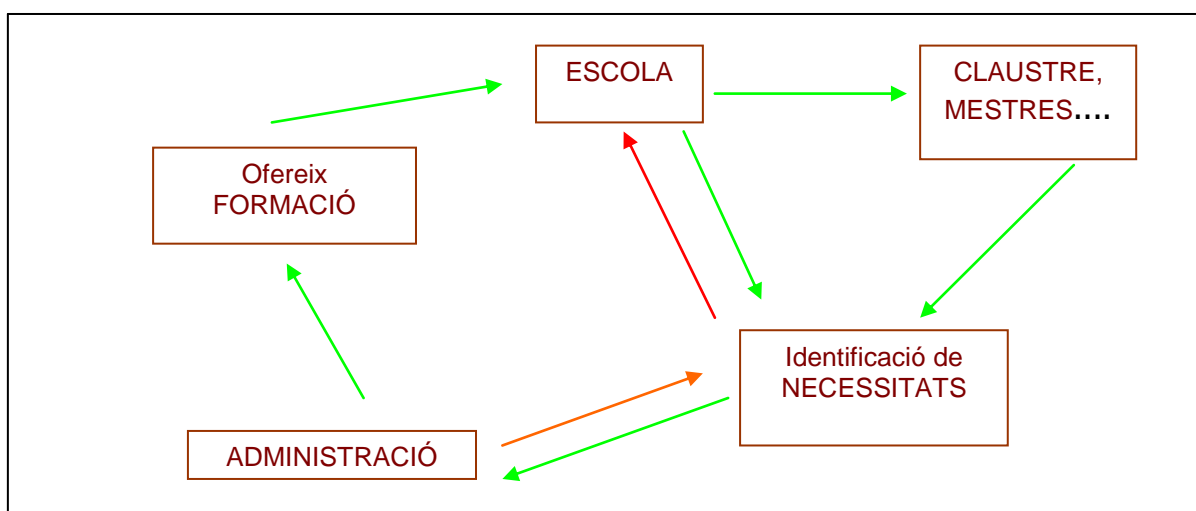 ESCOLA
CLAUSTRE,
MESTRES....
Ofereix
FORMACIÓ
Identificació de
NECESSITATS
ADMINISTRACIÓ